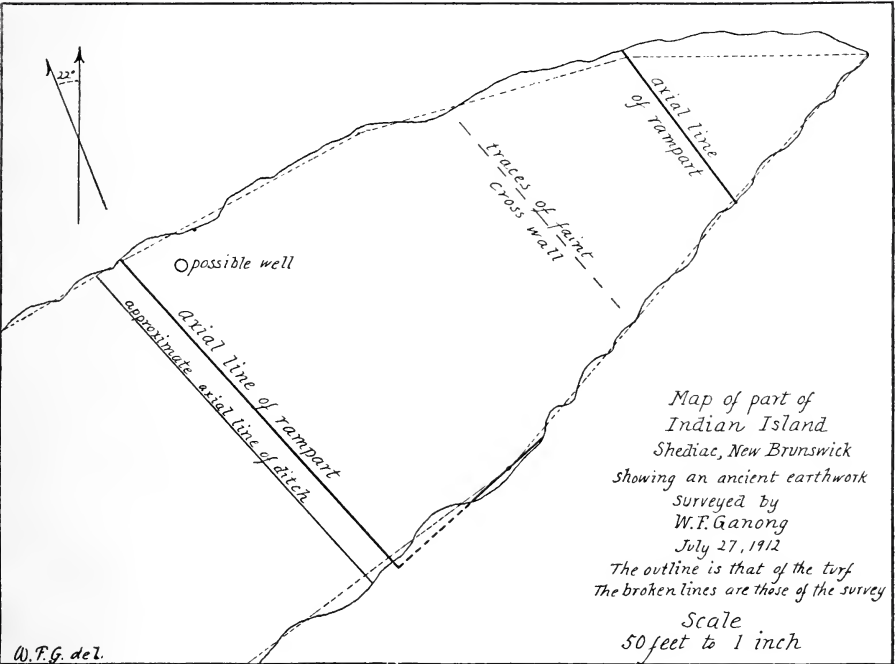 22°
axial line
of rampart
traces of faint
cross wall
possible well
axial line of rampart
approximate axial line of ditch
Map of part of
Indian Island
Shediac, New Brunswick
showing an ancient earthwork
Surveyed by
W.F. Ganong
July 27, 1912
The outline is that of the turf
The broken lines are those of the survey
Scale
50 feet to 1 inch
W.F.G. del.